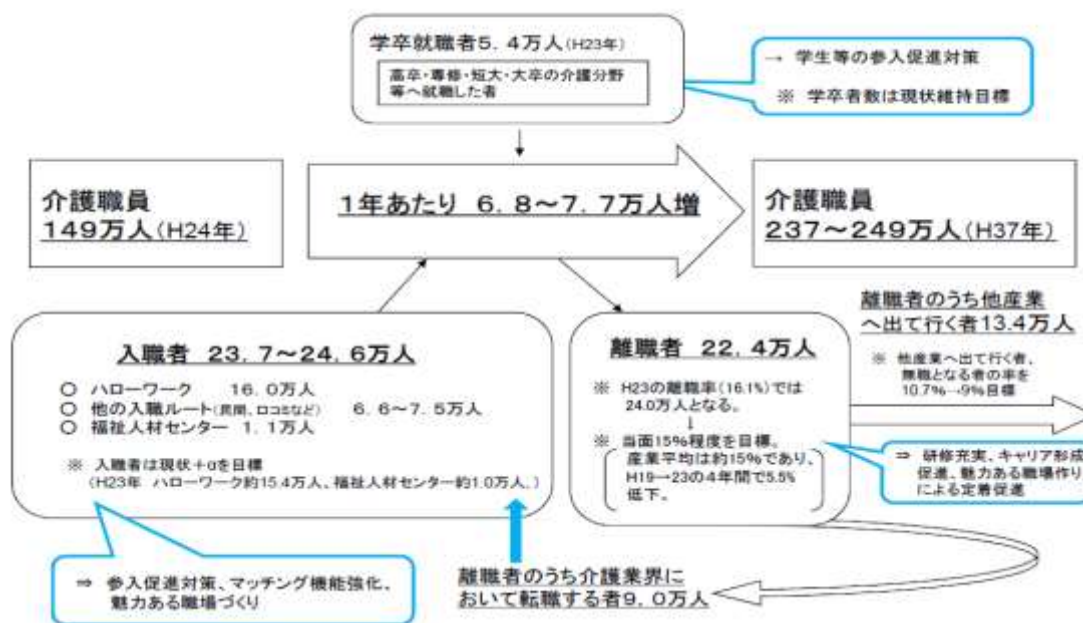 学卒就職者5.4万人(H23年)
高卒・専修・短大・大卒の介護分野
等へ就職した者
→ 学生等の参入促進対策
※ 学卒者数は現状維持目標
介護職員
149万人(H24年)
1年あたり 6.8～7.7万人増
介護職員
237～249万人(H37年)
入職者 23.7～24.6万人
○ ハローワーク 16.0万人
○ 他の入職ルート(民間、口コミなど) 6.6～7.5万人
○ 福祉人材センター 1.1万人
※ 入職者は現状+αを目標
(H23年 ハローワーク約15.4万人、福祉人材センター約1.0万人、)
⇒ 参入促進対策、マッチング機能強化、
魅力ある職場づくり
離職者 22.4万人
※ H23の離職率(16.1%)では
24.0万人となる。
↓
※ 当面15%程度を目標。
産業平均は約15%であり、
H19→23の4年間で5.5%
低下。
離職者のうち他産業
へ出て行く者13.4万人
※ 他産業へ出て行く者、
無職となる者の率を
10.7%→9%目標
⇒ 研修充実、キャリア形成
促進、魅力ある職場作り
による定着促進
離職者のうち介護業界に
おいて転職する者9.0万人